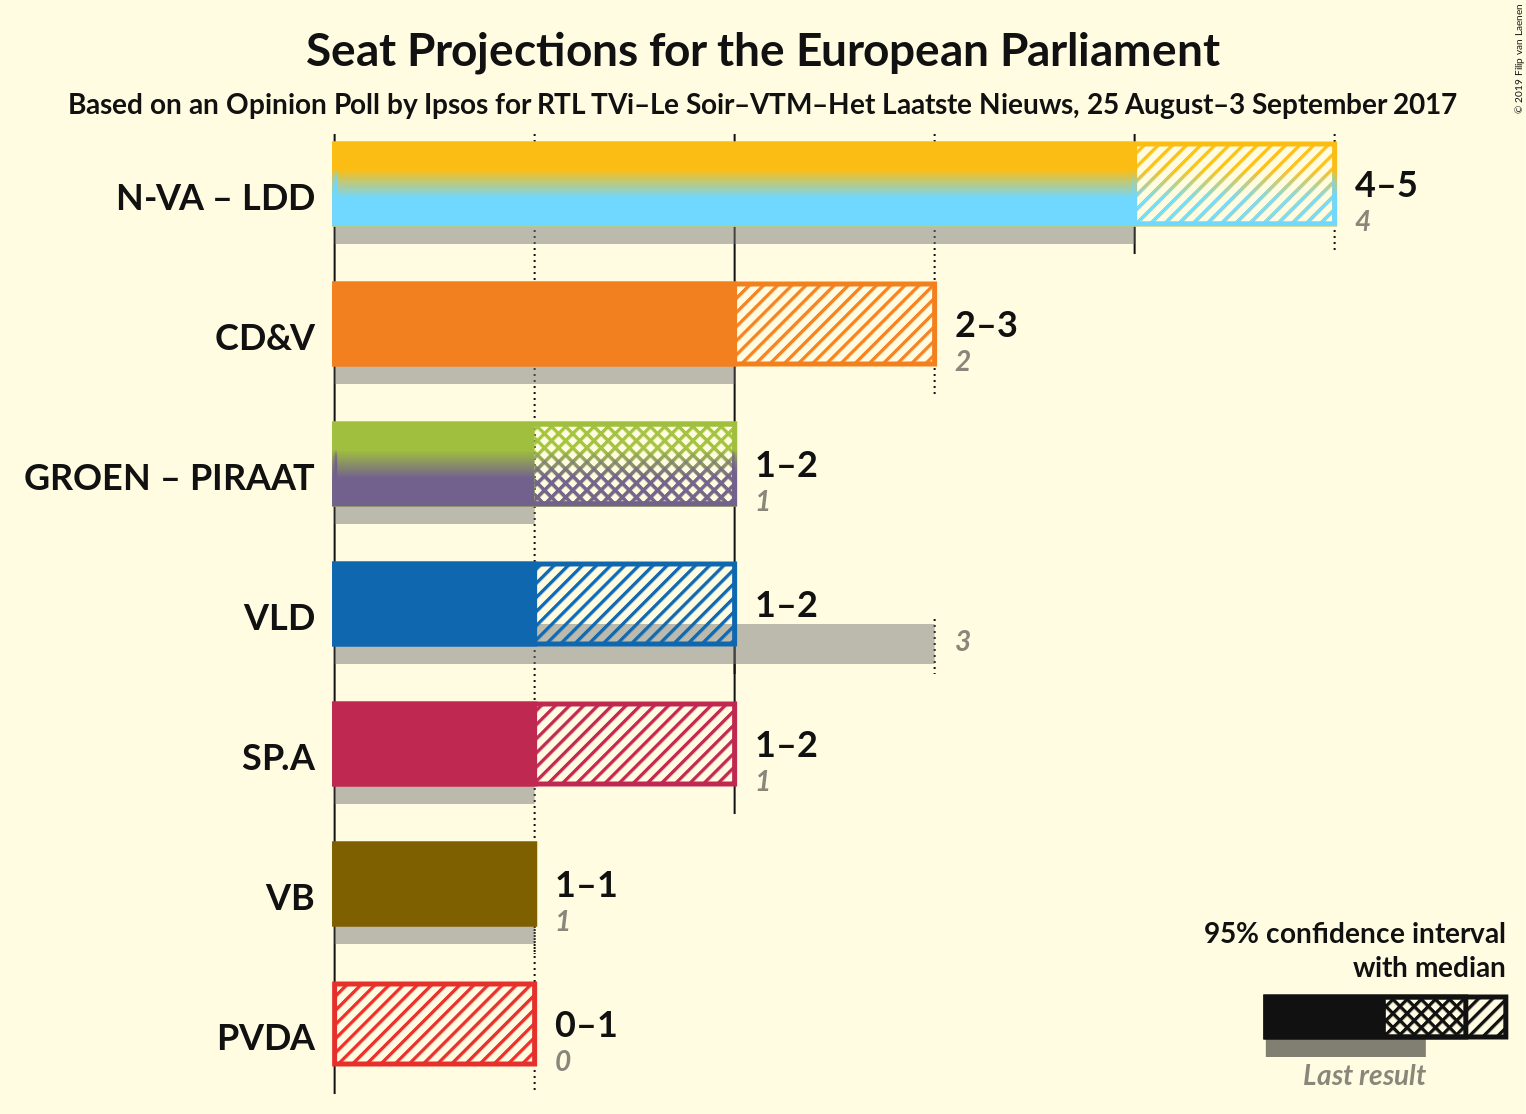 Seat Projections for the European Parliament
Based on an Opinion Poll by Ipsos for RTL TVi–Le Soir–VTM–Het Laatste Nieuws, 25 August–3 September 2017
© 2019 Filip van Laenen
N-VA – LDD
4–5
4
CD&V
2–3
2
GROEN – PIRAAT
1–2
1
VLD
1–2
3
SP.A
1–2
1
VB
1–1
1
PVDA
0–1
0
95% confidence interval
with median
Last result